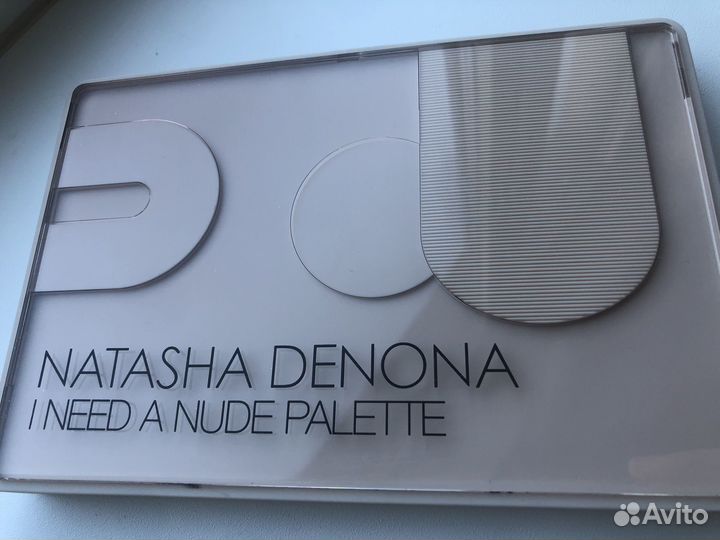 NATASHA DENONA
I NEED A NUDE PALETTE
Avito